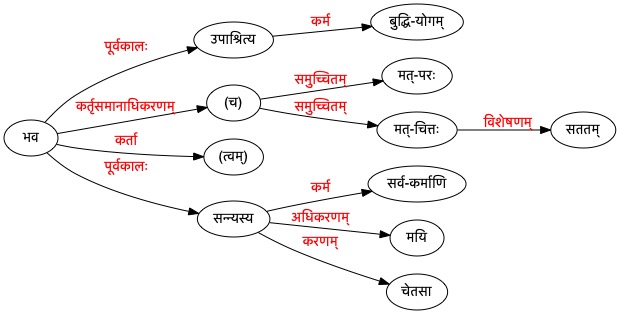 कर्म
बुद्धि-योगम्
उपाश्रित्य
पूर्वकालः
समुच्चितम्
मत्-परः
कर्तृसमानाधिकरणम्
(च)
समुच्चितम्
विशेषणम्
मत्-चित्तः
सततम्
भव
कर्ता
(त्वम्)
पूर्वकालः
कर्म
सर्व-कर्माणि
सन्न्यस्य
अधिकरणम्
मयि
करणम्
चेतसा